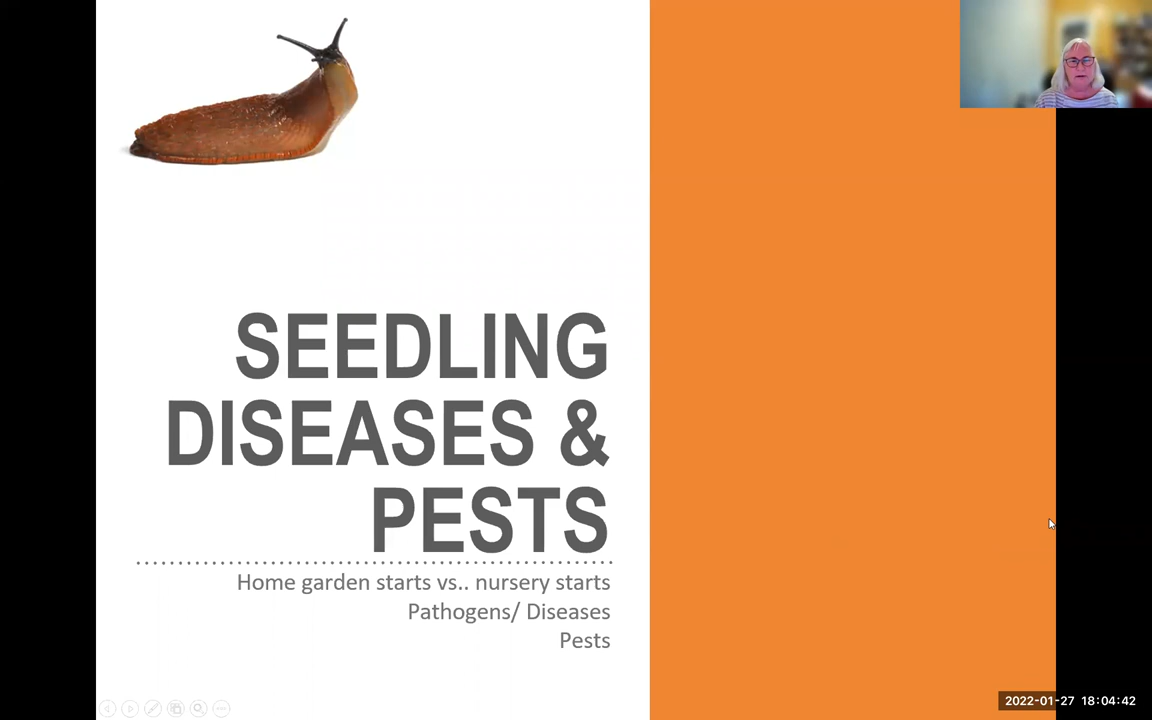 SEEDLING
DISEASES &
PESTS
Home garden starts vs.. nursery starts
Pathogens/ Diseases
Pests
2022-01-27 18:04:42